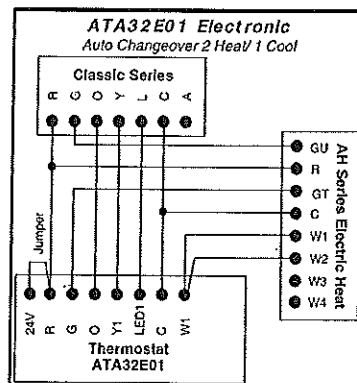 ATA32E01 Electronic
Auto Changeover 2 Heat/ 1 Cool
Classic Series
R G O Y L C A
GU
R
GT
C
W1
W2
W3
W4
AH Series Electric Heat
Jumper
24V R G O Y1 LED1 C W1
Thermostat
ATA32E01